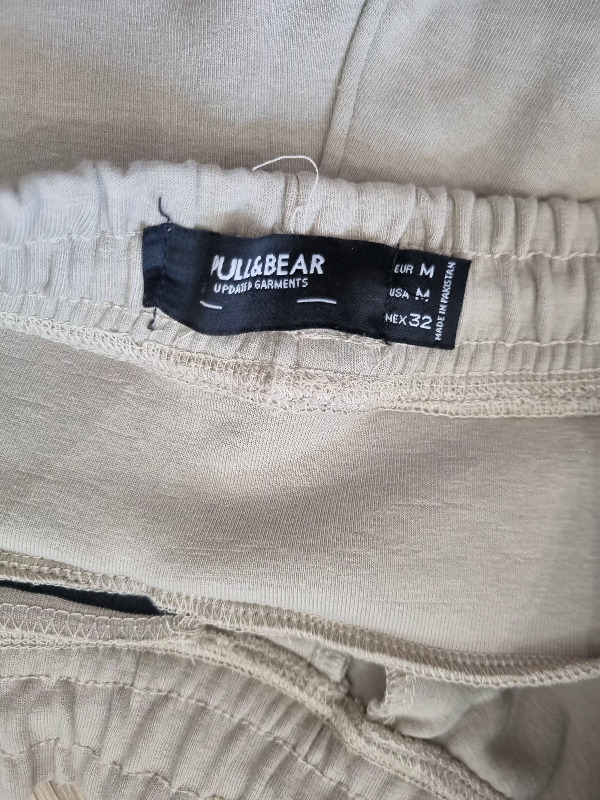 PULL&BEAR
UPDATED GARMENTS
EUR M
USA M
MEX 32
MADE IN PAKISTAN